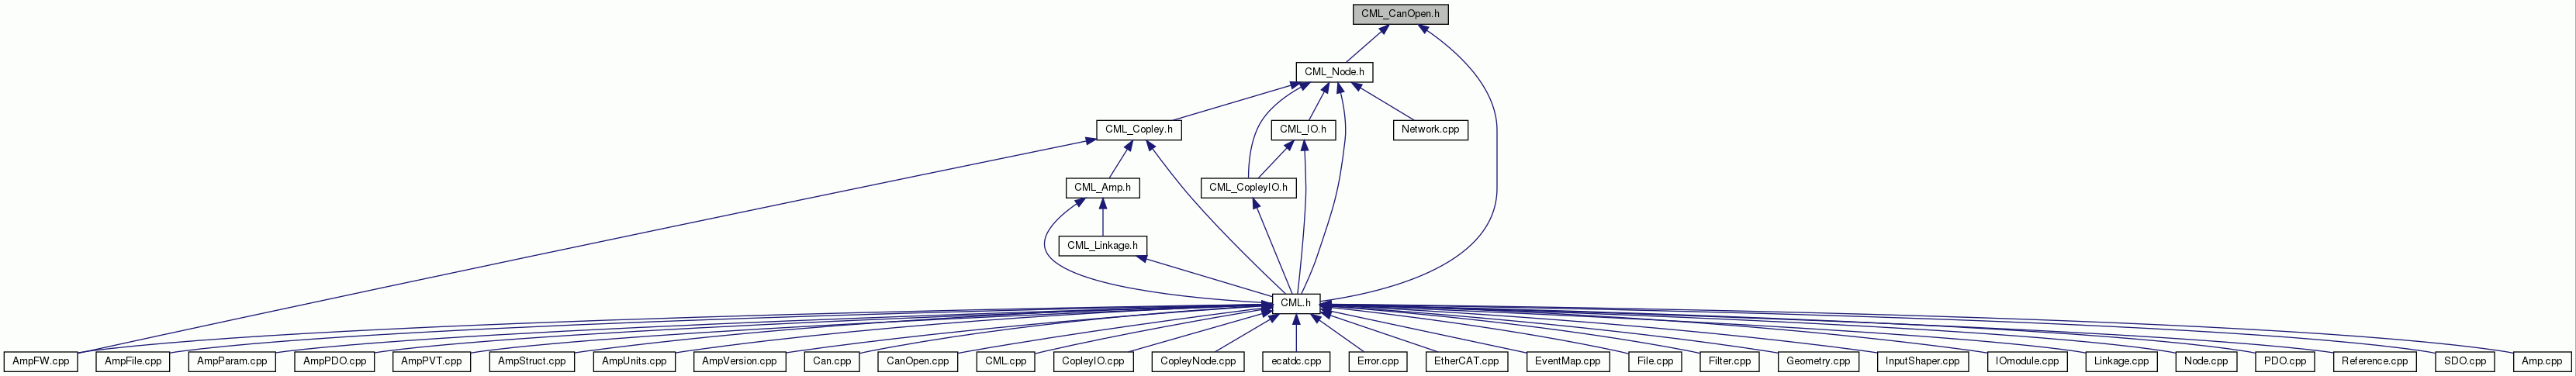 CML_CanOpen.h
CML_Node.h
CML_Copley.h
CML_IO.h
Network.cpp
CML_Amp.h
CML_CopleyIO.h
CML_Linkage.h
CML.h
AmpFW.cpp
AmpFile.cpp
AmpParam.cpp
AmpPDO.cpp
AmpPVT.cpp
AmpStruct.cpp
AmpUnits.cpp
AmpVersion.cpp
Can.cpp
CanOpen.cpp
CML.cpp
CopleyIO.cpp
CopleyNode.cpp
ecatdc.cpp
Error.cpp
EtherCAT.cpp
EventMap.cpp
File.cpp
Filter.cpp
Geometry.cpp
InputShaper.cpp
IOmodule.cpp
Linkage.cpp
Node.cpp
PDO.cpp
Reference.cpp
SDO.cpp
Amp.cpp